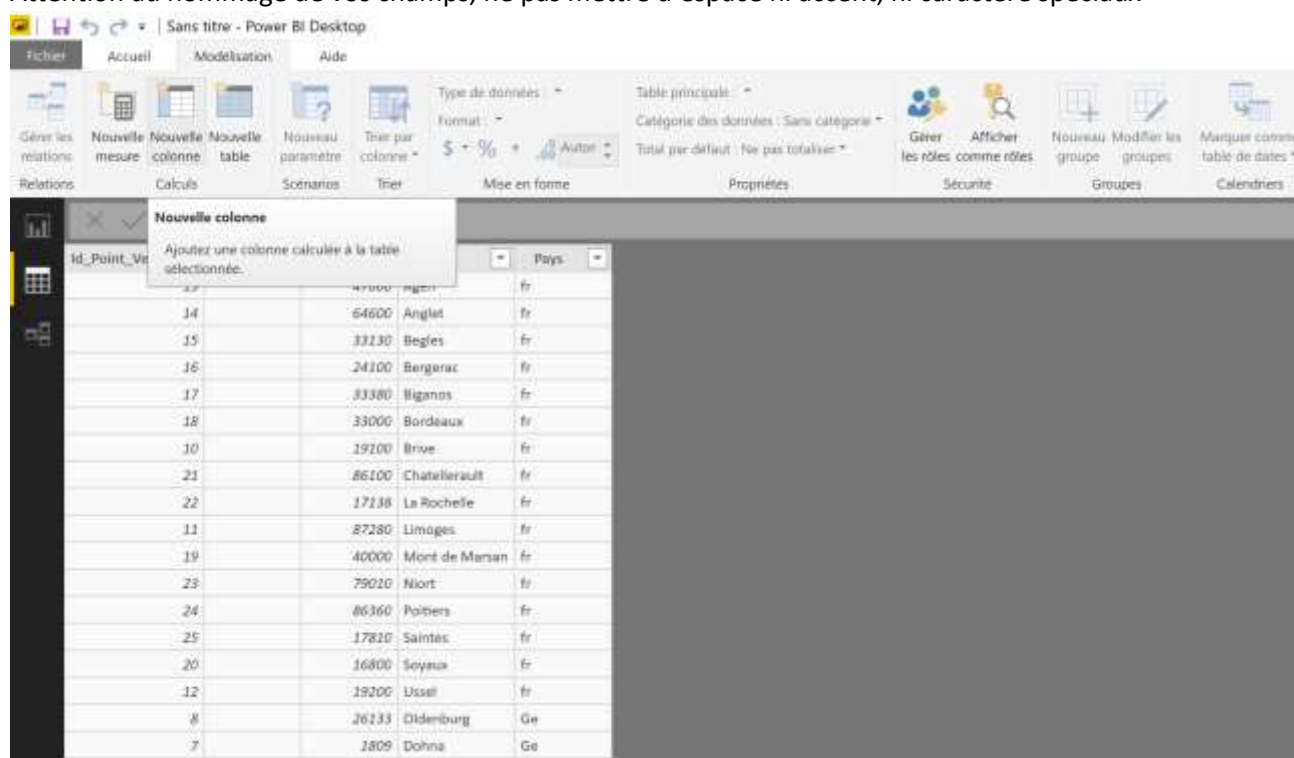 Attention au nommage de vos champs, ne pas mettre d'espace ni accent, ni caractère spéciaux
Sans titre - Power BI Desktop
Fichier Accueil Modélisation Aide
Gérer les relations
Nouvelle mesure
Nouvelle colonne
Nouvelle table
Nouveau paramètre
Trier par colonne
Type de données :
Format :
$ % Autor
Table principale :
Catégorie des données : Sans catégorie
Total par défaut : Ne pas totaliser
Gérer les rôles
Afficher comme rôles
Nouveau groupe
Modifier les groupes
Marquer comme table de dates
Relations Calculs Scénarios Trier Mise en forme Propriétés Sécurité Groupes Calendriers
Nouvelle colonne
Ajoutez une colonne calculée à la table sélectionnée.
Id_Point_Ve Pays
Agen fr
14 64600 Anglet fr
15 33130 Begles fr
16 24100 Bergerac fr
17 33380 Biganos fr
18 33000 Bordeaux fr
10 19100 Brive fr
21 86100 Chatellerault fr
22 17138 La Rochelle fr
11 87280 Limoges fr
19 40000 Mont de Marsan fr
23 79010 Niort fr
24 86360 Poitiers fr
25 17810 Saintes fr
20 16800 Soyaux fr
12 19200 Ussel fr
8 26133 Oldenburg Ge
7 1809 Dohna Ge